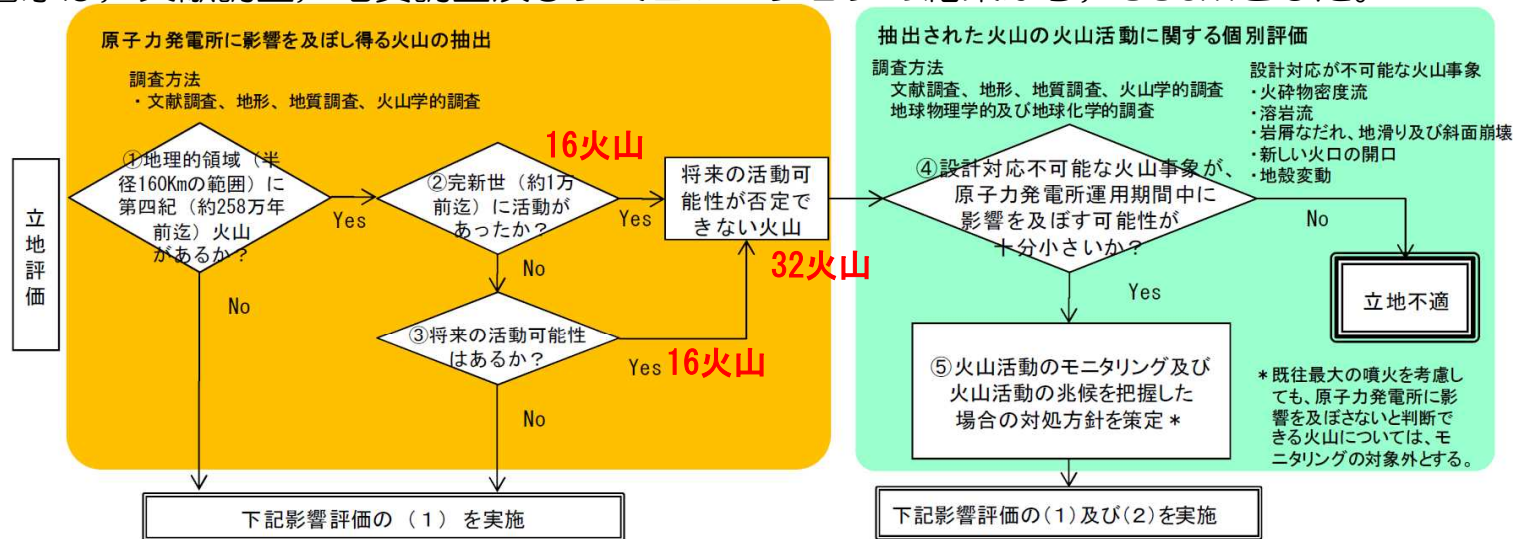 原子力発電所に影響を及ぼし得る火山の抽出
調査方法
・文献調査、地形、地質調査、火山学的調査
立地評価
①地理的領域（半
径160Kmの範囲）に
第四紀（約258万年
前迄）火山
があるか？
Yes
No
②完新世（約1万
前迄）に活動が
あったか？
16火山
Yes
No
③将来の活動可能性
はあるか？
Yes
16火山
No
将来の活動可
能性が否定で
きない火山
32火山
下記影響評価の（１）を実施
抽出された火山の火山活動に関する個別評価
調査方法
文献調査、地形、地質調査、火山学的調査
地球物理学的及び地球化学的調査
設計対応が不可能な火山事象
・火砕物密度流
・溶岩流
・岩屑なだれ、地滑り及び斜面崩壊
・新しい火口の開口
・地殻変動
④設計対応不可能な火山事象が、
原子力発電所運用期間中に
影響を及ぼす可能性が
十分小さいか？
No
Yes
立地不適
⑤火山活動のモニタリング及び
火山活動の兆候を把握した
場合の対処方針を策定＊
＊既往最大の噴火を考慮し
ても、原子力発電所に影
響を及ぼさないと判断で
きる火山については、モ
ニタリングの対象外とする。
下記影響評価の(1)及び(2)を実施